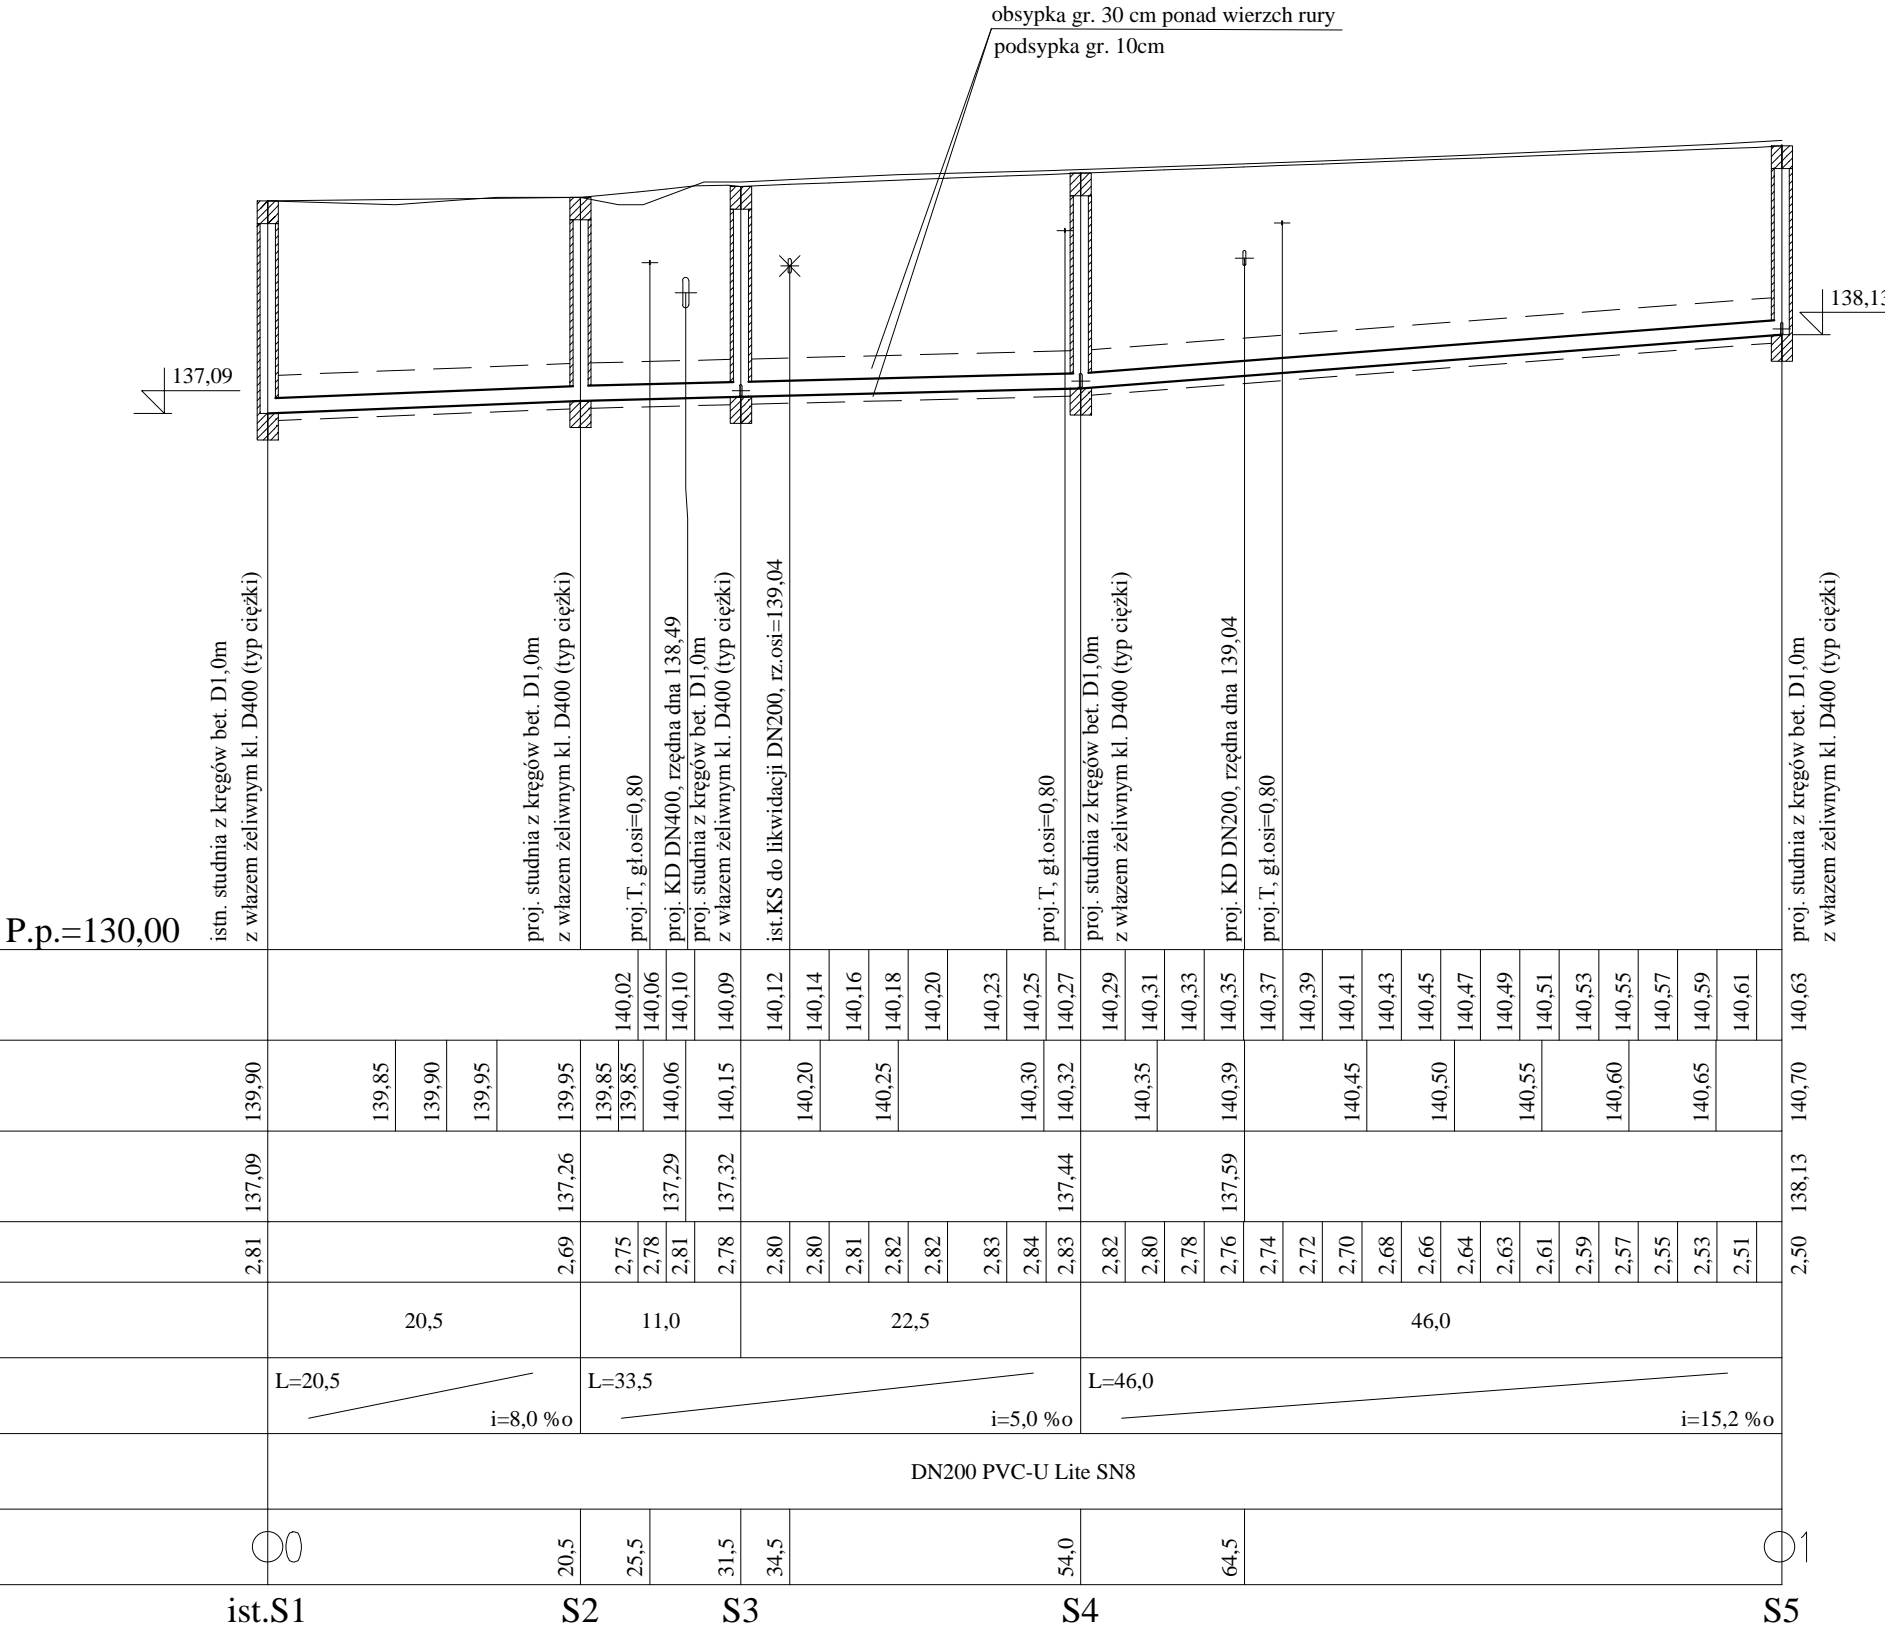 obsypka gr. 30 cm ponad wierzch rury
podsypka gr. 10cm
137,09
138,13
istn. studnia z kręgów bet. D1,0m
z włazem żeliwnym kl. D400 (typ ciężki)
proj. studnia z kręgów bet. D1,0m
z włazem żeliwnym kl. D400 (typ ciężki)
proj.T, gł.osi=0,80
proj. KD DN400, rzędna dna 138,49
proj. studnia z kręgów bet. D1,0m
z włazem żeliwnym kl. D400 (typ ciężki)
ist.KS do likwidacji DN200, rz.osi=139,04
proj.T, gł.osi=0,80
proj. studnia z kręgów bet. D1,0m
z włazem żeliwnym kl. D400 (typ ciężki)
proj. KD DN200, rzędna dna 139,04
proj.T, gł.osi=0,80
proj. studnia z kręgów bet. D1,0m
z włazem żeliwnym kl. D400 (typ ciężki)
P.p.=130,00
140,02 140,06 140,10 140,09 140,12 140,14 140,16 140,18 140,20 140,23 140,25 140,27 140,29 140,31 140,33 140,35 140,37 140,39 140,41 140,43 140,45 140,47 140,49 140,51 140,53 140,55 140,57 140,59 140,61 140,63
139,90 139,85 139,90 139,95 139,95 139,85 139,85 140,06 140,15 140,20 140,25 140,30 140,32 140,35 140,39 140,45 140,50 140,55 140,60 140,65 140,70
137,09 137,26 137,29 137,32 137,44 137,59 138,13
2,81 2,69 2,75 2,78 2,81 2,78 2,80 2,80 2,81 2,82 2,82 2,83 2,84 2,83 2,82 2,80 2,78 2,76 2,74 2,72 2,70 2,68 2,66 2,64 2,63 2,61 2,59 2,57 2,55 2,53 2,51 2,50
20,5 11,0 22,5 46,0
L=20,5 L=33,5 L=46,0
i=8,0 %o i=5,0 %o i=15,2 %o
DN200 PVC-U Lite SN8
0 20,5 25,5 31,5 34,5 54,0 64,5 1
ist.S1 S2 S3 S4 S5